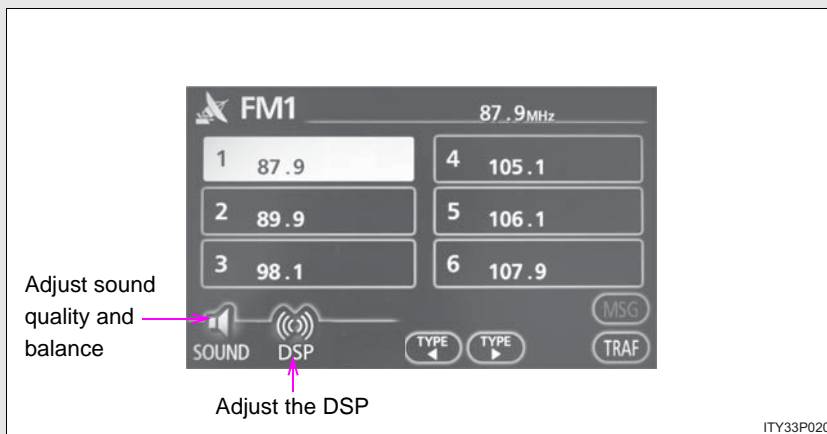 FM1 87.9MHz
1 87.9
4 105.1
2 89.9
5 106.1
3 98.1
6 107.9
Adjust sound
quality and
balance
MSG
SOUND DSP
TYPE TYPE
TRAF
Adjust the DSP
ITY33P020